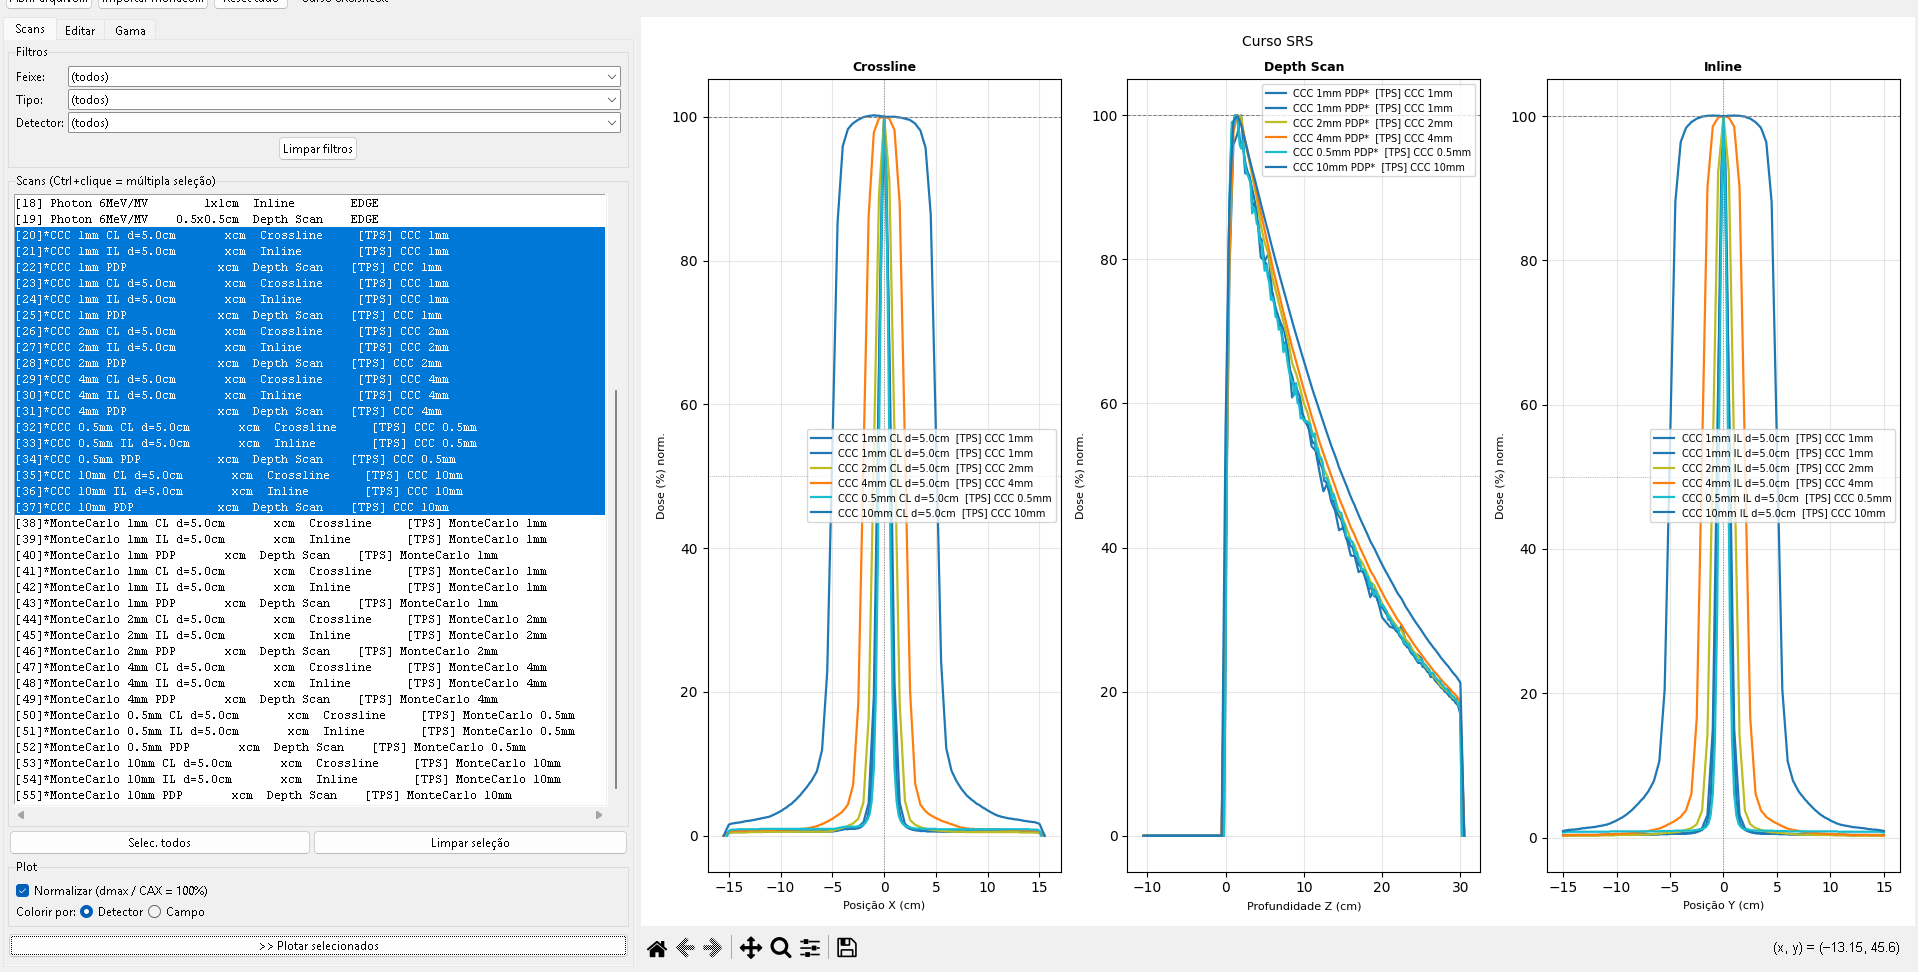 Scans Editar Gama
Filtros
Feixe: (todos)
Tipo: (todos)
Detector: (todos)
Limpar filtros
Scans (Ctrl+clique = múltipla seleção)
[18] Photon 6MeV/MV 1x1cm Inline EDGE
[19] Photon 6MeV/MV 0.5x0.5cm Depth Scan EDGE
[20]*CCC 1mm CL d=5.0cm xcm Crossline [TPS] CCC 1mm
[21]*CCC 1mm IL d=5.0cm xcm Inline [TPS] CCC 1mm
[22]*CCC 1mm PDP xcm Depth Scan [TPS] CCC 1mm
[23]*CCC 1mm CL d=5.0cm xcm Crossline [TPS] CCC 1mm
[24]*CCC 1mm IL d=5.0cm xcm Inline [TPS] CCC 1mm
[25]*CCC 1mm PDP xcm Depth Scan [TPS] CCC 1mm
[26]*CCC 2mm CL d=5.0cm xcm Crossline [TPS] CCC 2mm
[27]*CCC 2mm IL d=5.0cm xcm Inline [TPS] CCC 2mm
[28]*CCC 2mm PDP xcm Depth Scan [TPS] CCC 2mm
[29]*CCC 4mm CL d=5.0cm xcm Crossline [TPS] CCC 4mm
[30]*CCC 4mm IL d=5.0cm xcm Inline [TPS] CCC 4mm
[31]*CCC 4mm PDP xcm Depth Scan [TPS] CCC 4mm
[32]*CCC 0.5mm CL d=5.0cm xcm Crossline [TPS] CCC 0.5mm
[33]*CCC 0.5mm IL d=5.0cm xcm Inline [TPS] CCC 0.5mm
[34]*CCC 0.5mm PDP xcm Depth Scan [TPS] CCC 0.5mm
[35]*CCC 10mm CL d=5.0cm xcm Crossline [TPS] CCC 10mm
[36]*CCC 10mm IL d=5.0cm xcm Inline [TPS] CCC 10mm
[37]*CCC 10mm PDP xcm Depth Scan [TPS] CCC 10mm
[38]*MonteCarlo 1mm CL d=5.0cm xcm Crossline [TPS] MonteCarlo 1mm
[39]*MonteCarlo 1mm IL d=5.0cm xcm Inline [TPS] MonteCarlo 1mm
[40]*MonteCarlo 1mm PDP xcm Depth Scan [TPS] MonteCarlo 1mm
[41]*MonteCarlo 1mm CL d=5.0cm xcm Crossline [TPS] MonteCarlo 1mm
[42]*MonteCarlo 1mm IL d=5.0cm xcm Inline [TPS] MonteCarlo 1mm
[43]*MonteCarlo 1mm PDP xcm Depth Scan [TPS] MonteCarlo 1mm
[44]*MonteCarlo 2mm CL d=5.0cm xcm Crossline [TPS] MonteCarlo 2mm
[45]*MonteCarlo 2mm IL d=5.0cm xcm Inline [TPS] MonteCarlo 2mm
[46]*MonteCarlo 2mm PDP xcm Depth Scan [TPS] MonteCarlo 2mm
[47]*MonteCarlo 4mm CL d=5.0cm xcm Crossline [TPS] MonteCarlo 4mm
[48]*MonteCarlo 4mm IL d=5.0cm xcm Inline [TPS] MonteCarlo 4mm
[49]*MonteCarlo 4mm PDP xcm Depth Scan [TPS] MonteCarlo 4mm
[50]*MonteCarlo 0.5mm CL d=5.0cm xcm Crossline [TPS] MonteCarlo 0.5mm
[51]*MonteCarlo 0.5mm IL d=5.0cm xcm Inline [TPS] MonteCarlo 0.5mm
[52]*MonteCarlo 0.5mm PDP xcm Depth Scan [TPS] MonteCarlo 0.5mm
[53]*MonteCarlo 10mm CL d=5.0cm xcm Crossline [TPS] MonteCarlo 10mm
[54]*MonteCarlo 10mm IL d=5.0cm xcm Inline [TPS] MonteCarlo 10mm
[55]*MonteCarlo 10mm PDP xcm Depth Scan [TPS] MonteCarlo 10mm
Selec. todos Limpar seleção
Plot
Normalizar (dmax / CAX = 100%)
Colorir por: Detector Campo
>> Plotar selecionados
Curso SRS
Crossline
100
80
60
40
20
0
Dose (%) norm.
CCC 1mm CL d=5.0cm [TPS] CCC 1mm
CCC 1mm CL d=5.0cm [TPS] CCC 1mm
CCC 2mm CL d=5.0cm [TPS] CCC 2mm
CCC 4mm CL d=5.0cm [TPS] CCC 4mm
CCC 0.5mm CL d=5.0cm [TPS] CCC 0.5mm
CCC 10mm CL d=5.0cm [TPS] CCC 10mm
−15 −10 −5 0 5 10 15
Posição X (cm)
Depth Scan
100
80
60
40
20
0
Dose (%) norm.
CCC 1mm PDP* [TPS] CCC 1mm
CCC 1mm PDP* [TPS] CCC 1mm
CCC 2mm PDP* [TPS] CCC 2mm
CCC 4mm PDP* [TPS] CCC 4mm
CCC 0.5mm PDP* [TPS] CCC 0.5mm
CCC 10mm PDP* [TPS] CCC 10mm
−10 0 10 20 30
Profundidade Z (cm)
Inline
100
80
60
40
20
0
Dose (%) norm.
CCC 1mm IL d=5.0cm [TPS] CCC 1mm
CCC 1mm IL d=5.0cm [TPS] CCC 1mm
CCC 2mm IL d=5.0cm [TPS] CCC 2mm
CCC 4mm IL d=5.0cm [TPS] CCC 4mm
CCC 0.5mm IL d=5.0cm [TPS] CCC 0.5mm
CCC 10mm IL d=5.0cm [TPS] CCC 10mm
−15 −10 −5 0 5 10 15
Posição Y (cm)
(x, y) = (−13.15, 45.6)